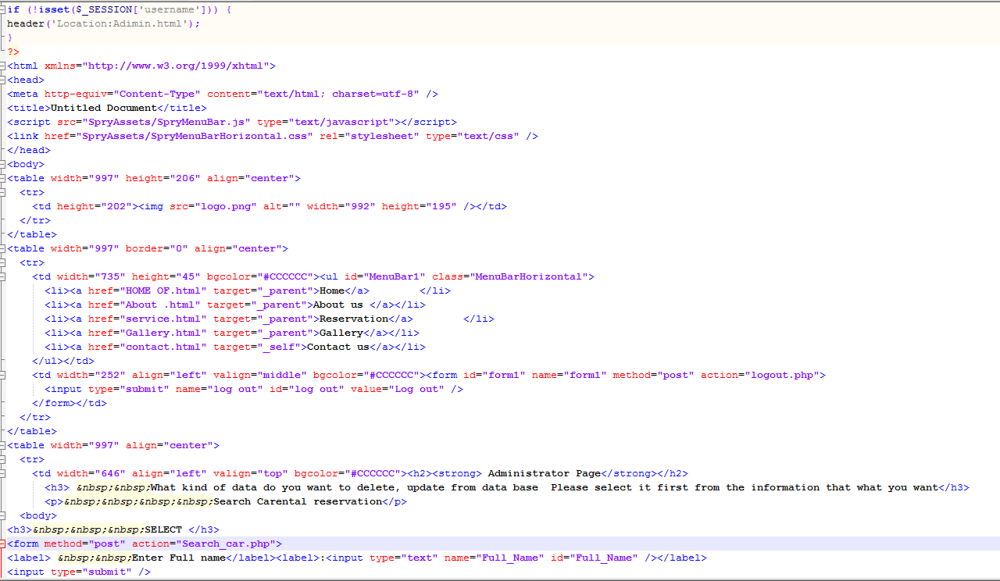 if (!isset($_SESSION['username'])) {
header('Location:Adimin.html');
}
?>
<html xmlns="http://www.w3.org/1999/xhtml">
<head>
<meta http-equiv="Content-Type" content="text/html; charset=utf-8" />
<title>Untitled Document</title>
<script src="SpryAssets/SpryMenuBar.js" type="text/javascript"></script>
<link href="SpryAssets/SpryMenuBarHorizontal.css" rel="stylesheet" type="text/css" />
</head>
<body>
<table width="997" height="206" align="center">
  <tr>
    <td height="202"><img src="logo.png" alt="" width="992" height="195" /></td>
  </tr>
</table>
<table width="997" border="0" align="center">
  <tr>
    <td width="735" height="45" bgcolor="#CCCCCC"><ul id="MenuBar1" class="MenuBarHorizontal">
      <li><a href="HOME OF.html" target="_parent">Home</a>        </li>
      <li><a href="About .html" target="_parent">About us </a></li>
      <li><a href="service.html" target="_parent">Reservation</a>        </li>
      <li><a href="Gallery.html" target="_parent">Gallery</a></li>
      <li><a href="contact.html" target="_self">Contact us</a></li>
    </ul></td>
    <td width="252" align="left" valign="middle" bgcolor="#CCCCCC"><form id="form1" name="form1" method="post" action="logout.php">
      <input type="submit" name="log out" id="log out" value="Log out" />
    </form></td>
  </tr>
</table>
<table width="997" align="center">
  <tr>
    <td width="646" align="left" valign="top" bgcolor="#CCCCCC"><h2><strong> Administrator Page</strong></h2>
      <h3> &nbsp;&nbsp;What kind of data do you want to delete, update from data base  Please select it first from the information that what you want</h3>
      <p>&nbsp;&nbsp;&nbsp;&nbsp;Search Carental reservation</p>
  <body>
<h3>&nbsp;&nbsp;&nbsp;SELECT </h3>
<form method="post" action="Search_car.php">
<label> &nbsp;&nbsp;Enter Full name</label><label>:<input type="text" name="Full_Name" id="Full_Name" /></label>
<input type="submit" />